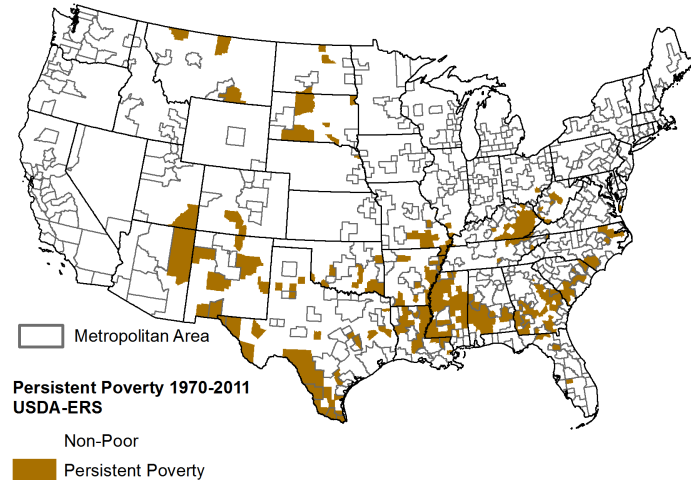 Metropolitan Area
Persistent Poverty 1970-2011
USDA-ERS
Non-Poor
Persistent Poverty